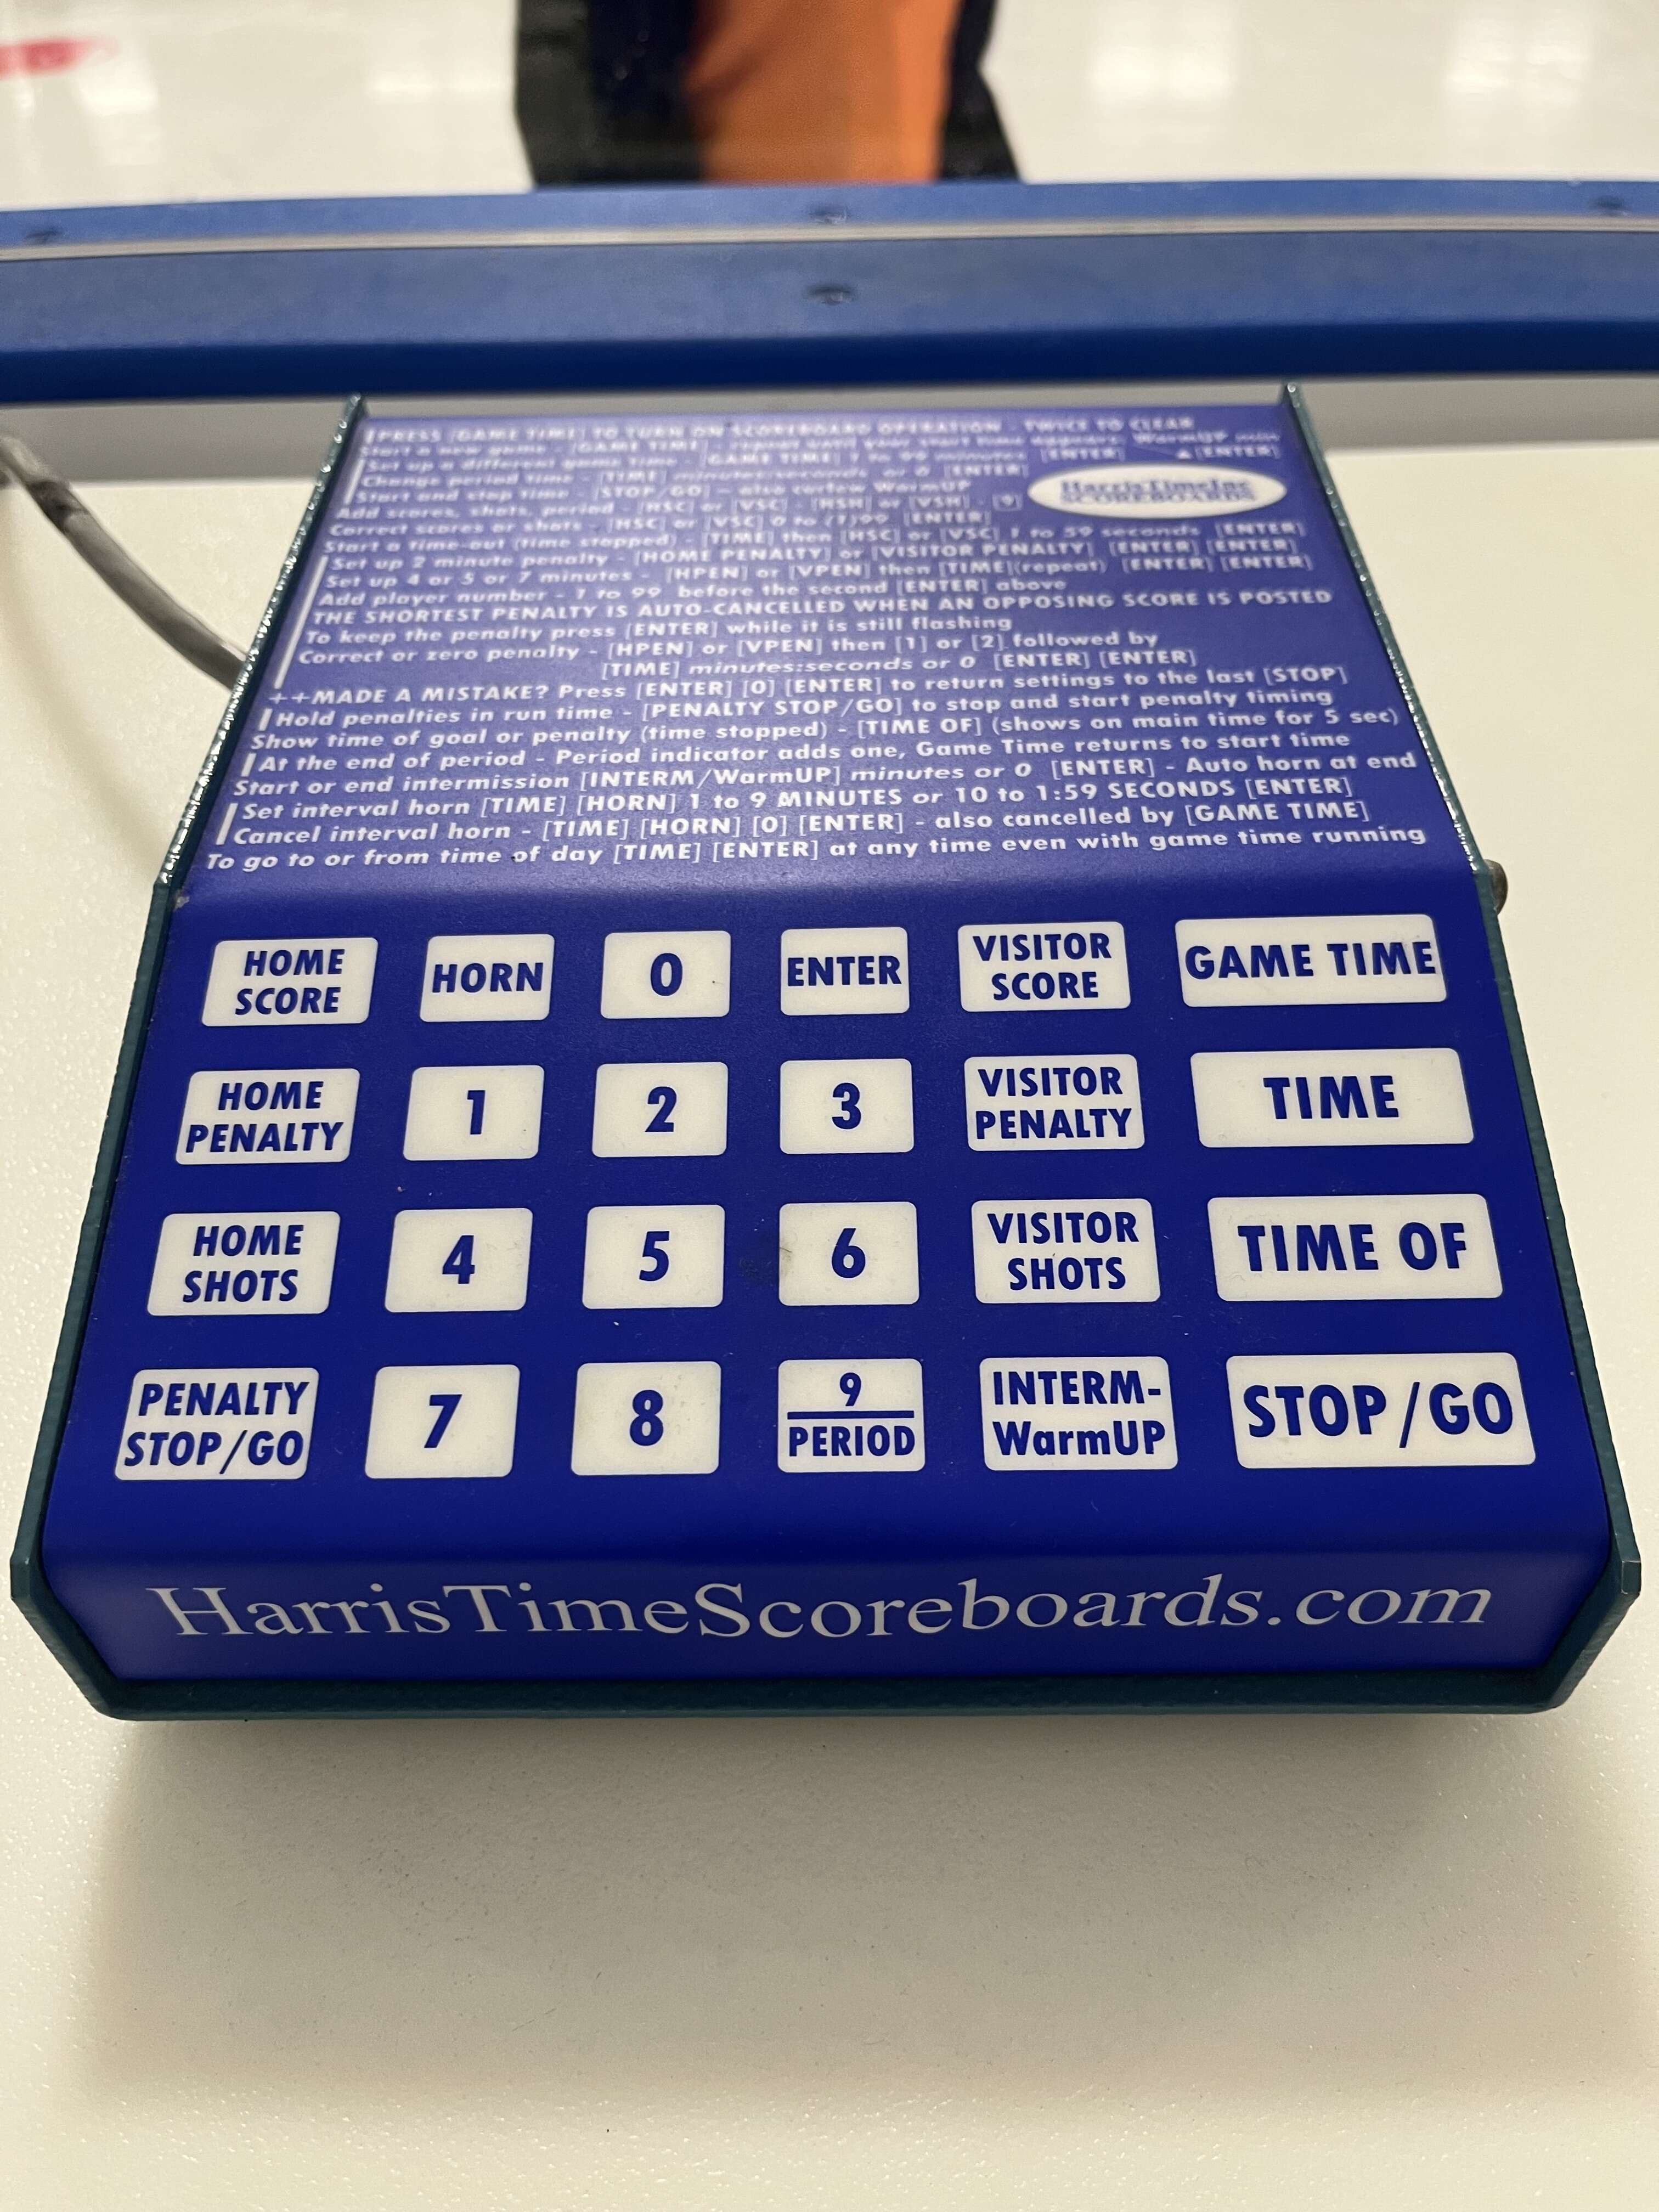 PRESS [GAME TIME] TO TURN ON SCOREBOARD OPERATION - TWICE TO CLEAR
Start a new game - [GAME TIME] - repeat until your start time appears. WarmUP min
Set up a different game time - [GAME TIME] 1 to 99 minutes [ENTER] ▲[ENTER]
Change period time - [TIME] minutes:seconds or 0 [ENTER]
Start and stop time - [STOP/GO] - also curfew WarmUP
HarrisTimeInc
SCOREBOARDS
Add scores, shots, period - [HSC] or [VSC] - [HSH] or [VSH] - [9]
Correct scores or shots - [HSC] or [VSC] 0 to (1)99 [ENTER]
Start a time-out (time stopped) - [TIME] then [HSC] or [VSC] 1 to 59 seconds [ENTER]
Set up 2 minute penalty - [HOME PENALTY] or [VISITOR PENALTY] [ENTER] [ENTER]
Set up 4 or 5 or 7 minutes - [HPEN] or [VPEN] then [TIME](repeat) [ENTER] [ENTER]
Add player number - 1 to 99 before the second [ENTER] above
THE SHORTEST PENALTY IS AUTO-CANCELLED WHEN AN OPPOSING SCORE IS POSTED
To keep the penalty press [ENTER] while it is still flashing
Correct or zero penalty - [HPEN] or [VPEN] then [1] or [2] followed by
[TIME] minutes:seconds or 0 [ENTER] [ENTER]
++MADE A MISTAKE? Press [ENTER] [0] [ENTER] to return settings to the last [STOP]
Hold penalties in run time - [PENALTY STOP/GO] to stop and start penalty timing
Show time of goal or penalty (time stopped) - [TIME OF] (shows on main time for 5 sec)
At the end of period - Period indicator adds one, Game Time returns to start time
Start or end intermission [INTERM/WarmUP] minutes or 0 [ENTER] - Auto horn at end
Set interval horn [TIME] [HORN] 1 to 9 MINUTES or 10 to 1:59 SECONDS [ENTER]
Cancel interval horn - [TIME] [HORN] [0] [ENTER] - also cancelled by [GAME TIME]
To go to or from time of day [TIME] [ENTER] at any time even with game time running
HOME SCORE
HORN
0
ENTER
VISITOR SCORE
GAME TIME
HOME PENALTY
1
2
3
VISITOR PENALTY
TIME
HOME SHOTS
4
5
6
VISITOR SHOTS
TIME OF
PENALTY STOP/GO
7
8
9
PERIOD
INTERM-
WarmUP
STOP/GO
HarrisTimeScoreboards.com